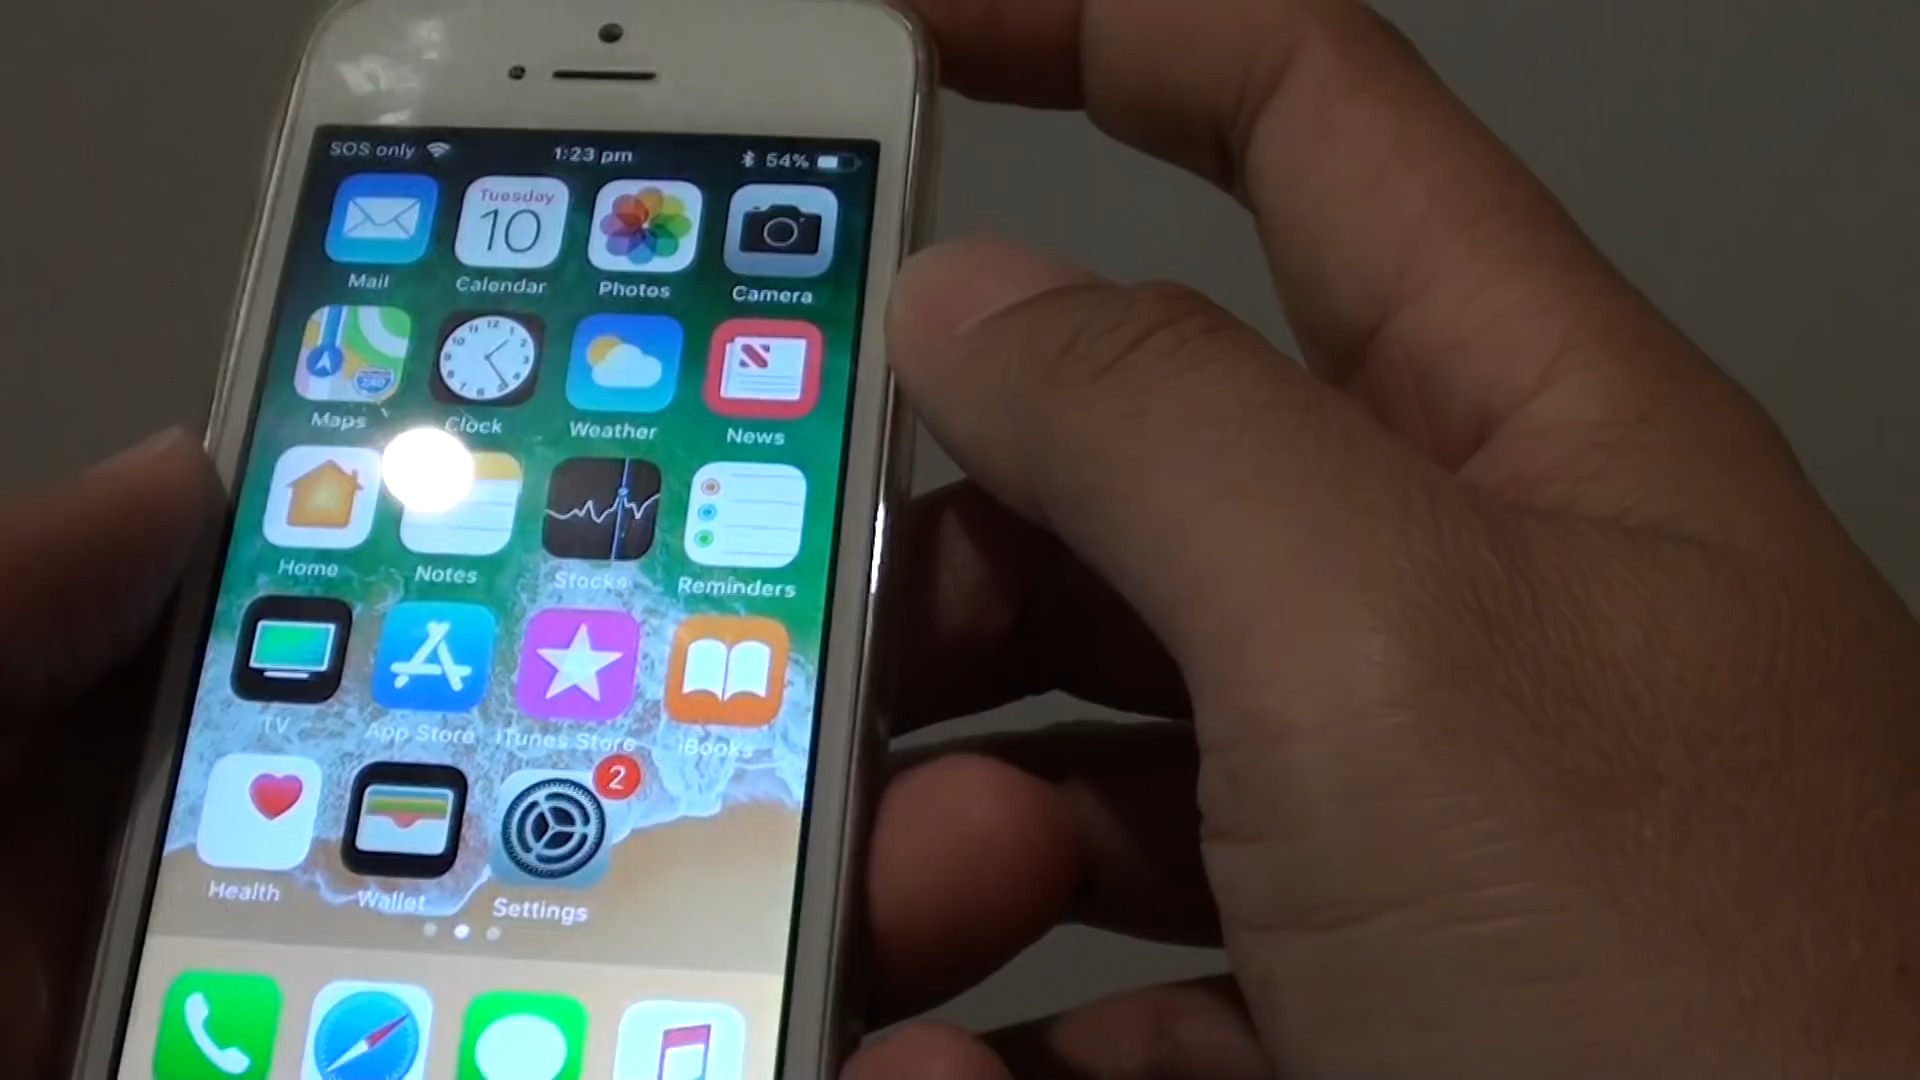 SOS only 1:23 pm 54%
Tuesday
10
Mail Calendar Photos Camera
12
Maps Clock Weather News
Home Notes Stocks Reminders
TV App Store iTunes Store iBooks
2
Health Wallet Settings